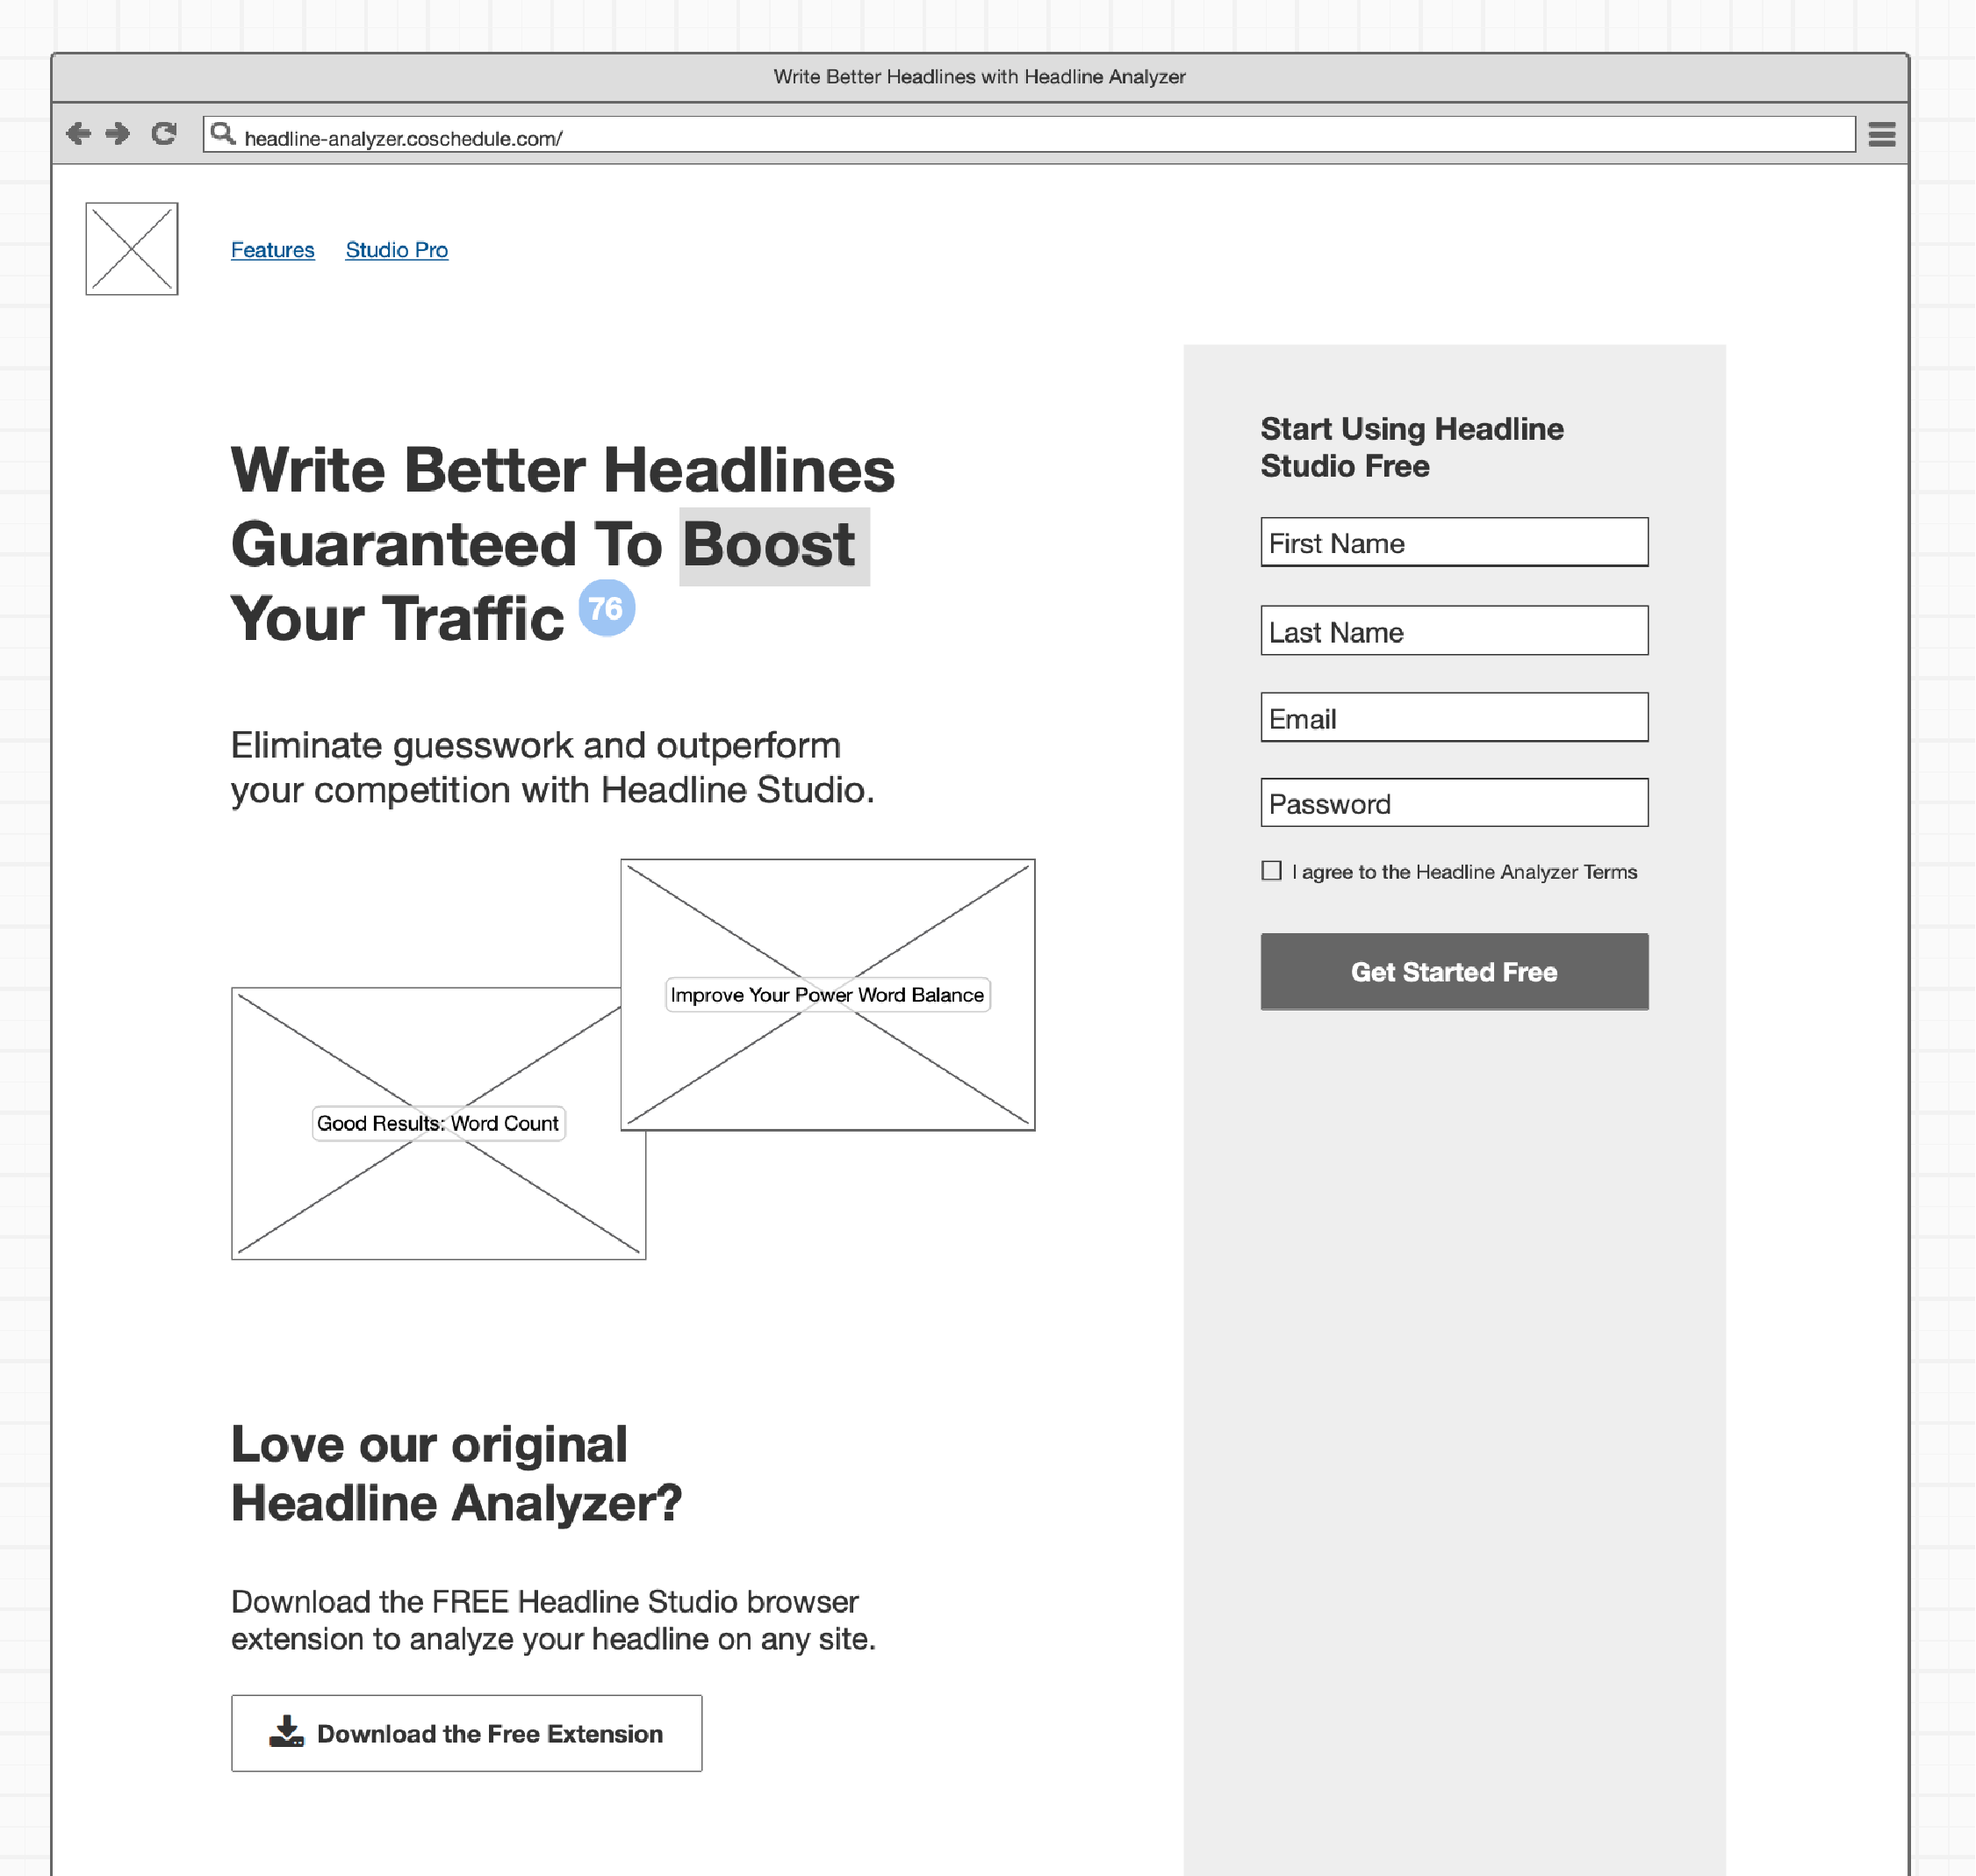 Write Better Headlines with Headline Analyzer
headline-analyzer.coschedule.com/
Features Studio Pro
Write Better Headlines
Guaranteed To Boost
Your Traffic 76
Eliminate guesswork and outperform
your competition with Headline Studio.
Improve Your Power Word Balance
Good Results: Word Count
Love our original
Headline Analyzer?
Download the FREE Headline Studio browser
extension to analyze your headline on any site.
Download the Free Extension
Start Using Headline
Studio Free
First Name
Last Name
Email
Password
I agree to the Headline Analyzer Terms
Get Started Free